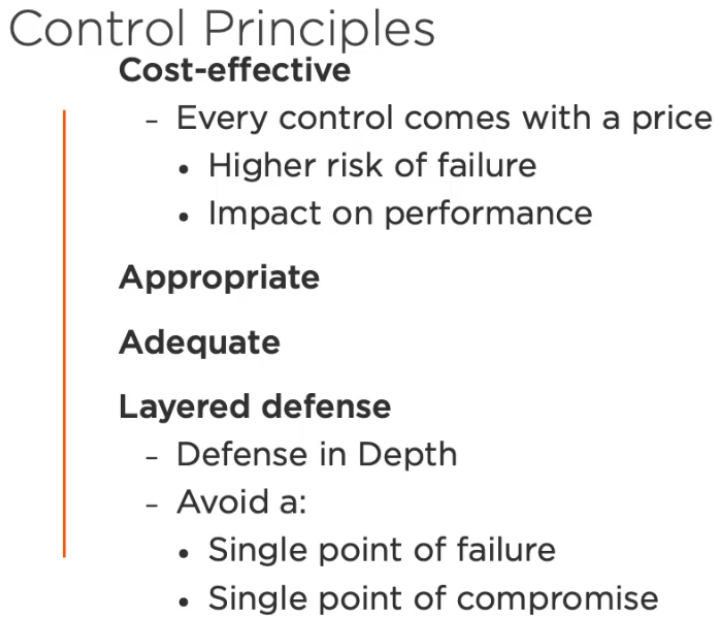 Control Principles
Cost-effective
- Every control comes with a price
• Higher risk of failure
• Impact on performance
Appropriate
Adequate
Layered defense
- Defense in Depth
- Avoid a:
• Single point of failure
• Single point of compromise